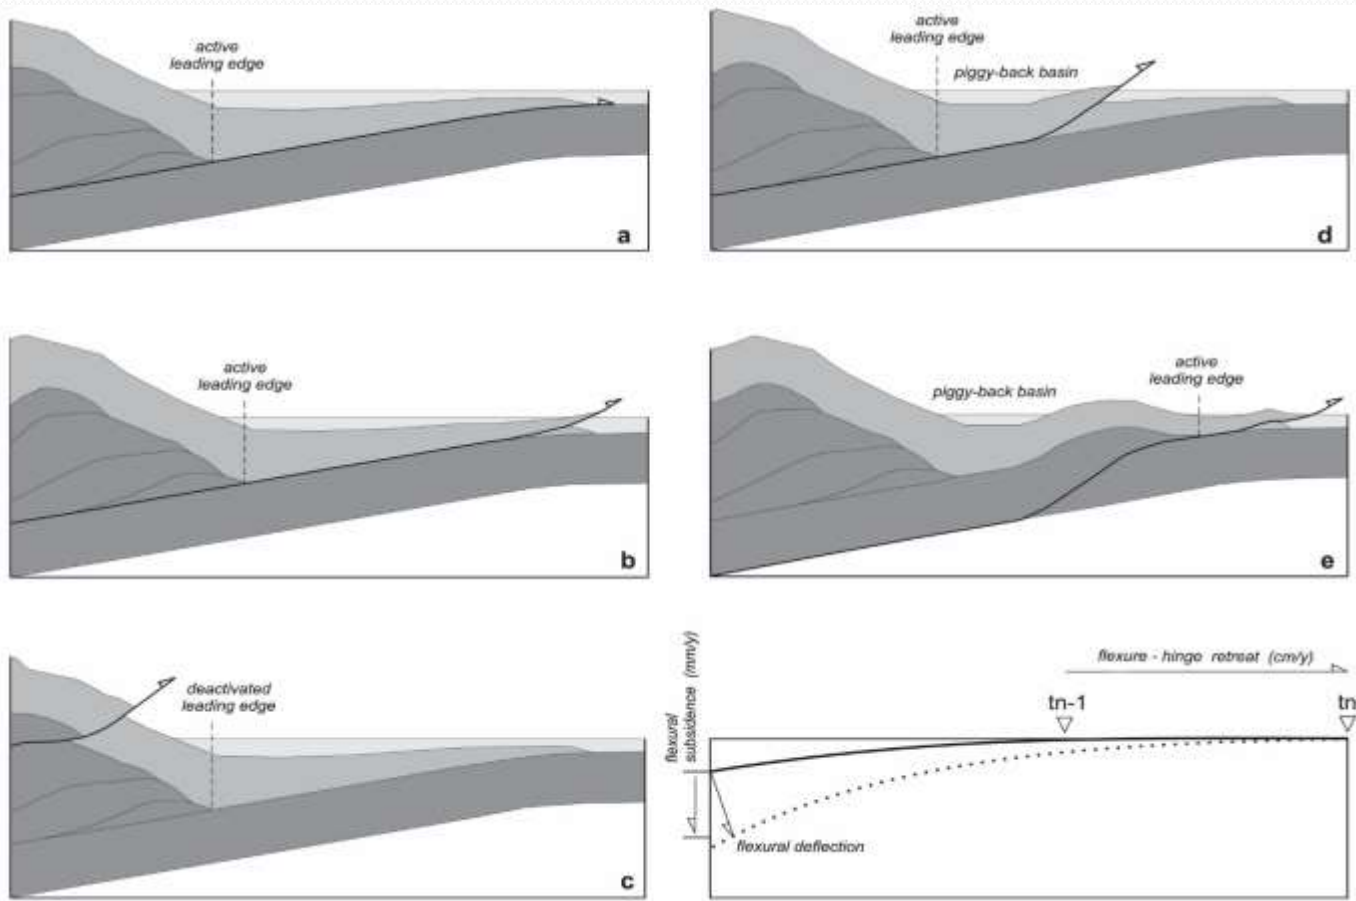 active
leading edge
a
active
leading edge
piggy-back basin
d
active
leading edge
b
piggy-back basin
active
leading edge
e
deactivated
leading edge
c
flexural
subsidence (mm/y)
flexure - hinge retreat (cm/y)
tn-1
tn
flexural deflection